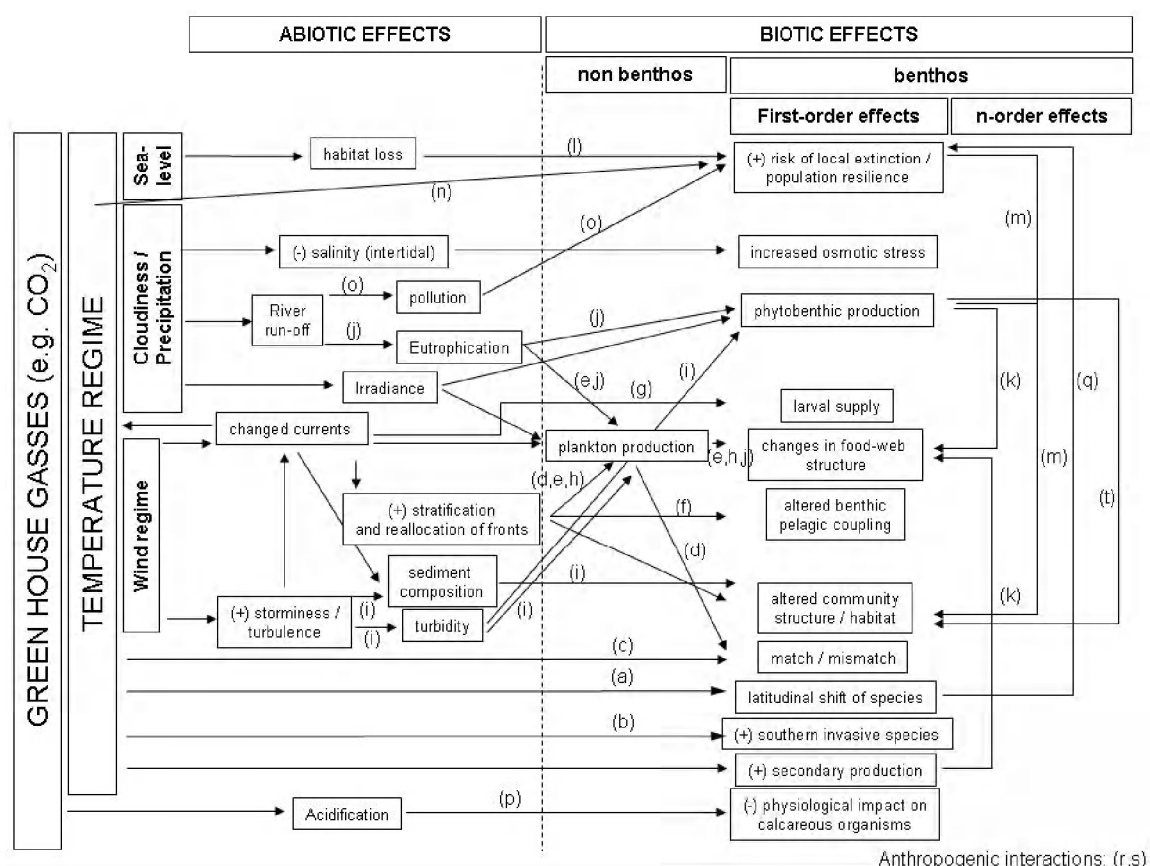 ABIOTIC EFFECTS
BIOTIC EFFECTS
non benthos
benthos
First-order effects
n-order effects
GREEN HOUSE GASSES (e.g. CO2)
TEMPERATURE REGIME
Sea-
level
habitat loss
(l)
(+) risk of local extinction /
population resilience
(n)
(m)
Cloudiness /
Precipitation
(o)
(-) salinity (intertidal)
increased osmotic stress
(o)
pollution
River
run-off
(j)
Eutrophication
(j)
phytobenthic production
(i)
Irradiance
(e,j)
(g)
(k)
(q)
larval supply
changed currents
plankton production
(e,h,j)
changes in food-web
structure
(m)
(d,e,h)
(+) stratification
and reallocation of fronts
(f)
altered benthic
pelagic coupling
(t)
(d)
Wind regime
sediment
composition
(i)
altered community
structure / habitat
(k)
(+) storminess /
turbulence
(i)
(i)
turbidity
(i)
(c)
match / mismatch
(a)
latitudinal shift of species
(b)
(+) southern invasive species
(+) secondary production
Acidification
(p)
(-) physiological impact on
calcareous organisms
Anthropogenic interactions: (r,s)